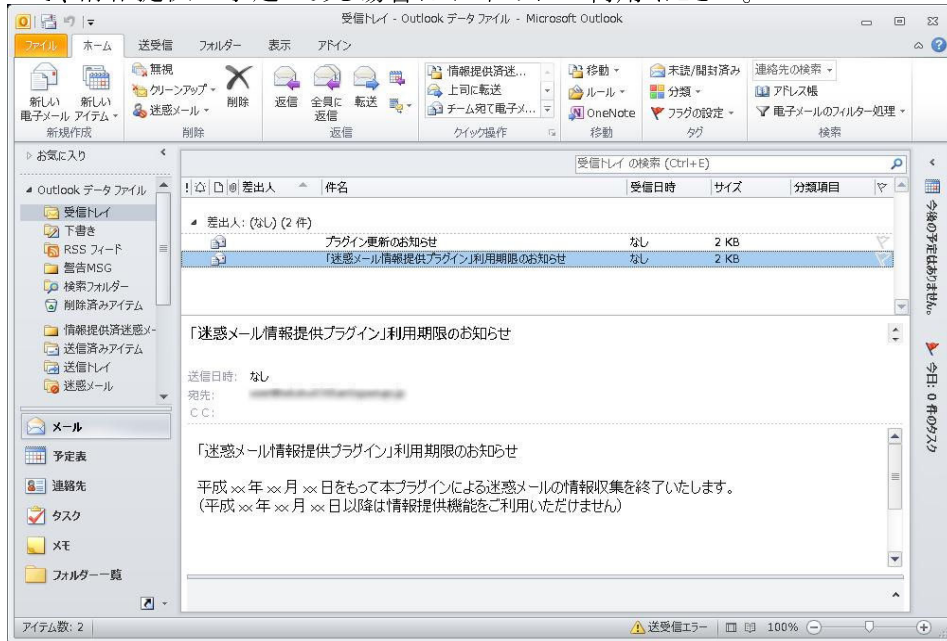 受信トレイ - Outlook データ ファイル - Microsoft Outlook
ファイル ホーム 送受信 フォルダー 表示 アドイン
新しい 電子メール
新しい アイテム
新規作成
無視
クリーンアップ
迷惑メール
削除
削除
返信
全員に 返信
転送
返信
情報提供済迷...
上司に転送
チーム宛て電子メ...
クイック操作
移動
ルール
OneNote
移動
未読/開封済み
分類
フラグの設定
タグ
連絡先の検索
アドレス帳
電子メールのフィルター処理
検索
お気に入り
Outlook データ ファイル
受信トレイ
下書き
RSS フィード
警告MSG
検索フォルダー
削除済みアイテム
情報提供済迷惑メ-
送信済みアイテム
送信トレイ
迷惑メール
メール
予定表
連絡先
タスク
メモ
フォルダー一覧
受信トレイ の検索 (Ctrl+E)
差出人 件名 受信日時 サイズ 分類項目
差出人: (なし) (2 件)
プラグイン更新のお知らせ なし 2 KB
「迷惑メール情報提供プラグイン」利用期限のお知らせ なし 2 KB
「迷惑メール情報提供プラグイン」利用期限のお知らせ
送信日時: なし
宛先:
CC:
「迷惑メール情報提供プラグイン」利用期限のお知らせ
平成 xx 年 xx 月 xx 日をもって本プラグインによる迷惑メールの情報収集を終了いたします。
(平成 xx 年 xx 月 xx 日以降は情報提供機能をご利用いただけません)
今後の予定はありません。
今日: 0 件のタスク
アイテム数: 2
送受信エラー
100%